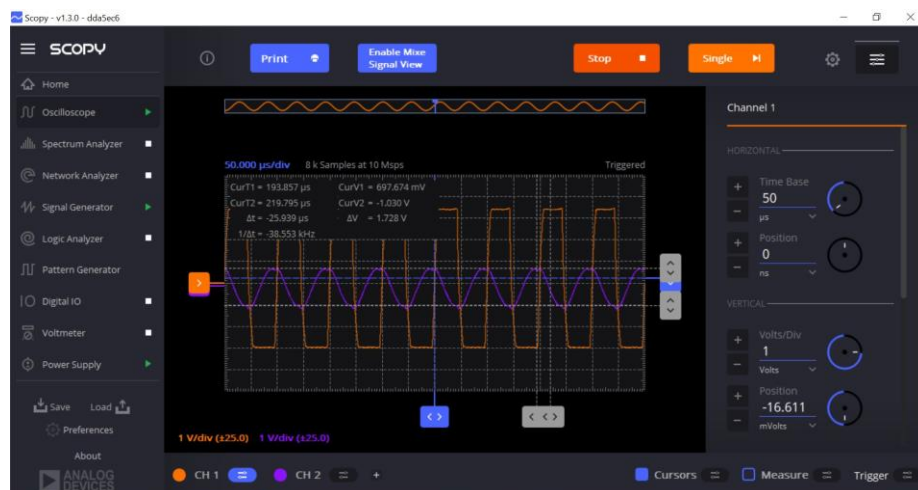 Scopy - v1.3.0 - dda5ec6
SCOPY
Home
Oscilloscope
Spectrum Analyzer
Network Analyzer
Signal Generator
Logic Analyzer
Pattern Generator
Digital IO
Voltmeter
Power Supply
Save Load
Preferences
About
ANALOG
DEVICES
Print
Enable Mixe
Signal View
Stop
Single
50.000 µs/div 8 k Samples at 10 Msps Triggered
CurT1 = 193.857 µs CurV1 = 697.674 mV
CurT2 = 219.795 µs CurV2 = -1.030 V
Δt = -25.939 µs ΔV = 1.728 V
1/Δt = -38.553 kHz
1 V/div (±25.0) 1 V/div (±25.0)
CH 1 CH 2 +
Cursors Measure Trigger
Channel 1
HORIZONTAL
Time Base
50
µs
Position
0
ns
VERTICAL
Volts/Div
1
Volts
Position
-16.611
mVolts